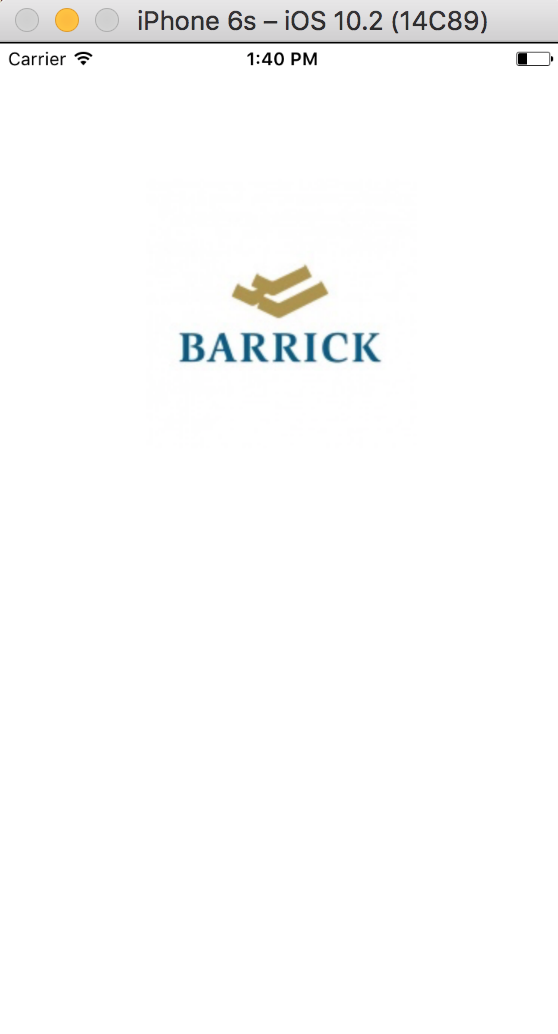 iPhone 6s – iOS 10.2 (14C89)
Carrier 1:40 PM
BARRICK